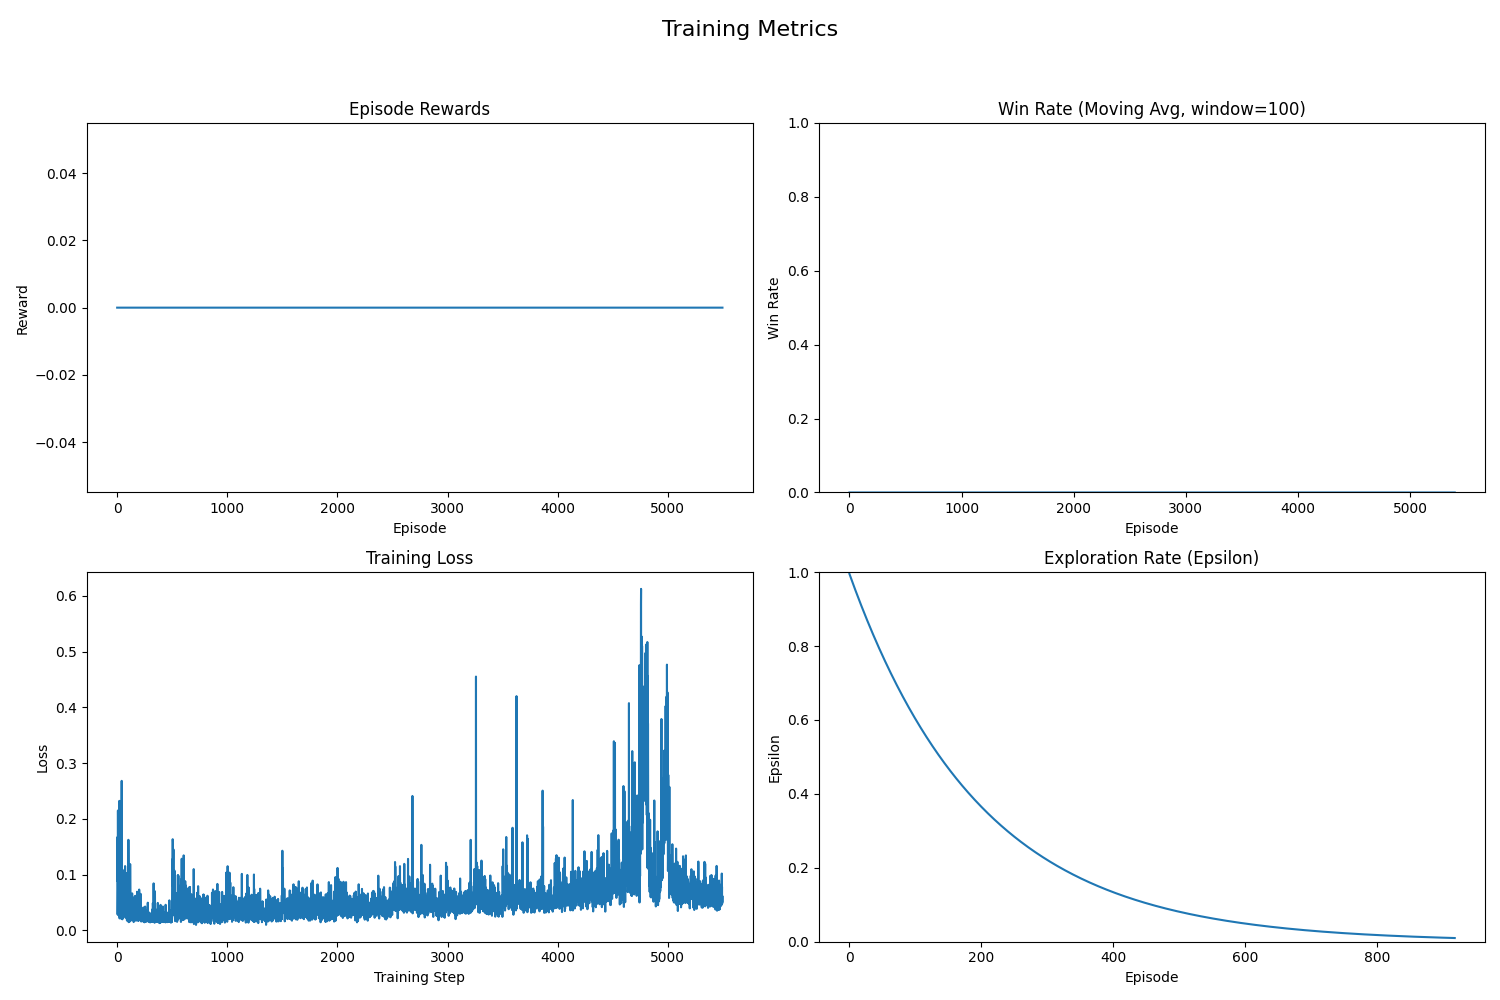 Training Metrics
Episode Rewards
0.04
0.02
0.00
−0.02
−0.04
Reward
0 1000 2000 3000 4000 5000
Episode
Win Rate (Moving Avg, window=100)
1.0
0.8
0.6
0.4
0.2
0.0
Win Rate
0 1000 2000 3000 4000 5000
Episode
Training Loss
0.6
0.5
0.4
0.3
0.2
0.1
0.0
Loss
0 1000 2000 3000 4000 5000
Training Step
Exploration Rate (Epsilon)
1.0
0.8
0.6
0.4
0.2
0.0
Epsilon
0 200 400 600 800
Episode